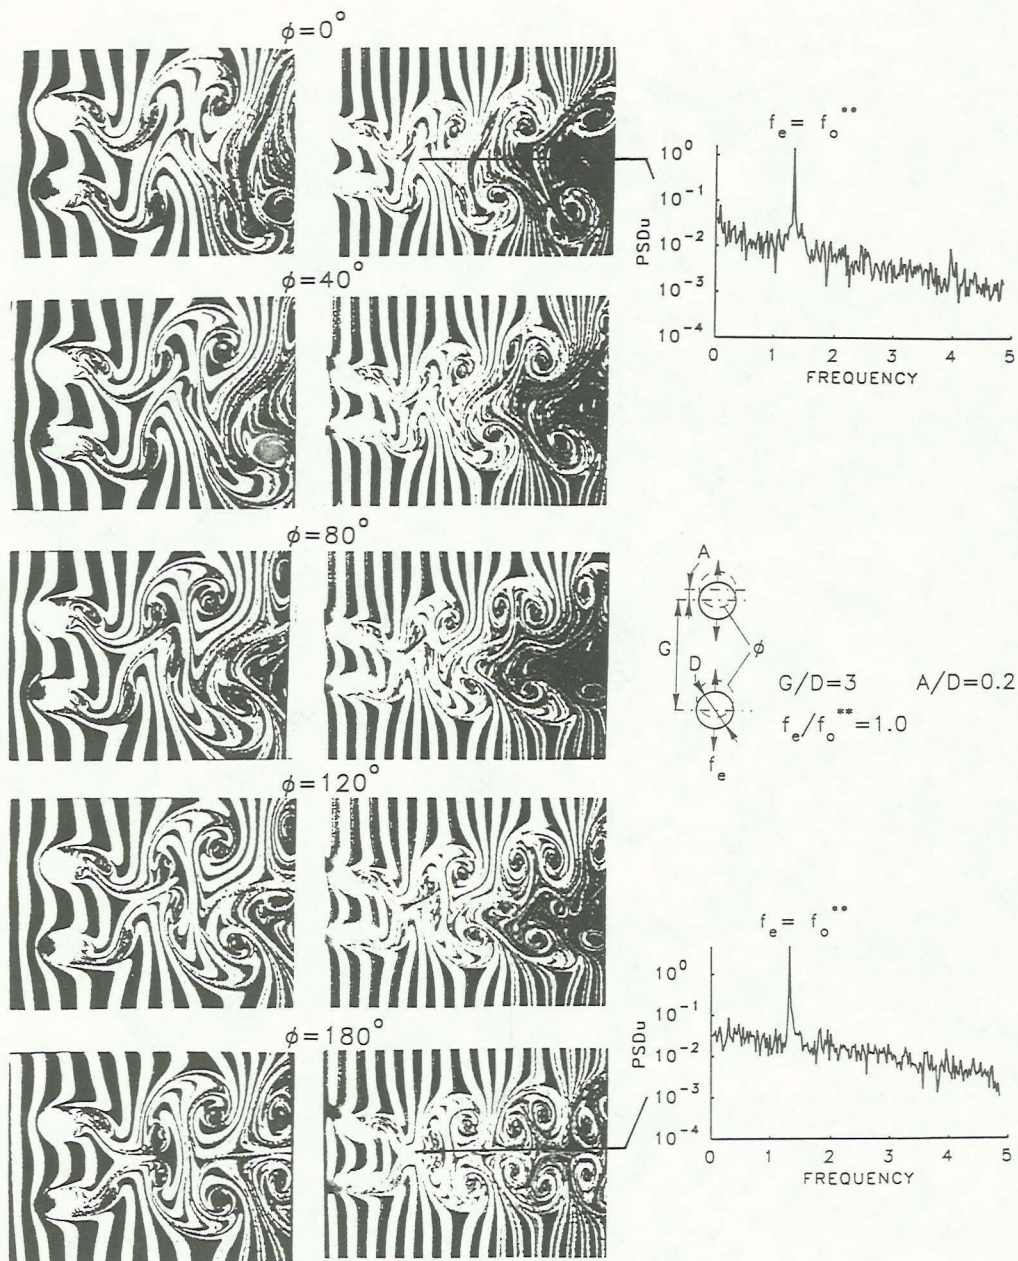 ϕ=0°
f_e = f_o^**
10^0
10^-1
10^-2
10^-3
10^-4
PSDu
0 1 2 3 4 5
FREQUENCY
ϕ=40°
ϕ=80°
A
G
D
ϕ
f_e
G/D=3 A/D=0.2
f_e/f_o^**=1.0
ϕ=120°
ϕ=180°
f_e = f_o^**
10^0
10^-1
10^-2
10^-3
10^-4
PSDu
0 1 2 3 4 5
FREQUENCY